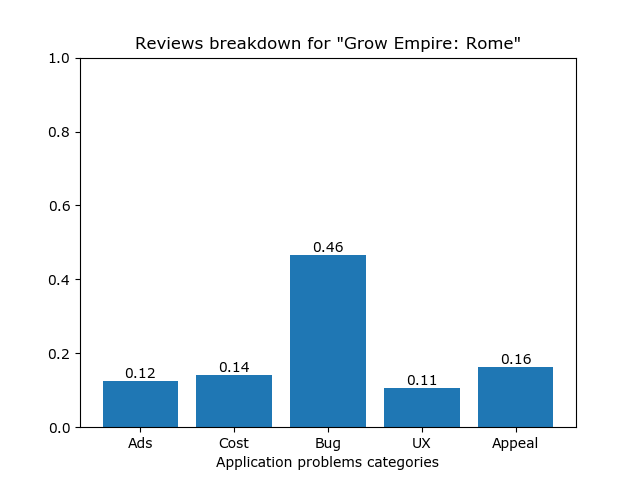 Reviews breakdown for "Grow Empire: Rome"
1.0
0.8
0.6
0.4
0.2
0.0
0.12
0.14
0.46
0.11
0.16
Ads
Cost
Bug
UX
Appeal
Application problems categories